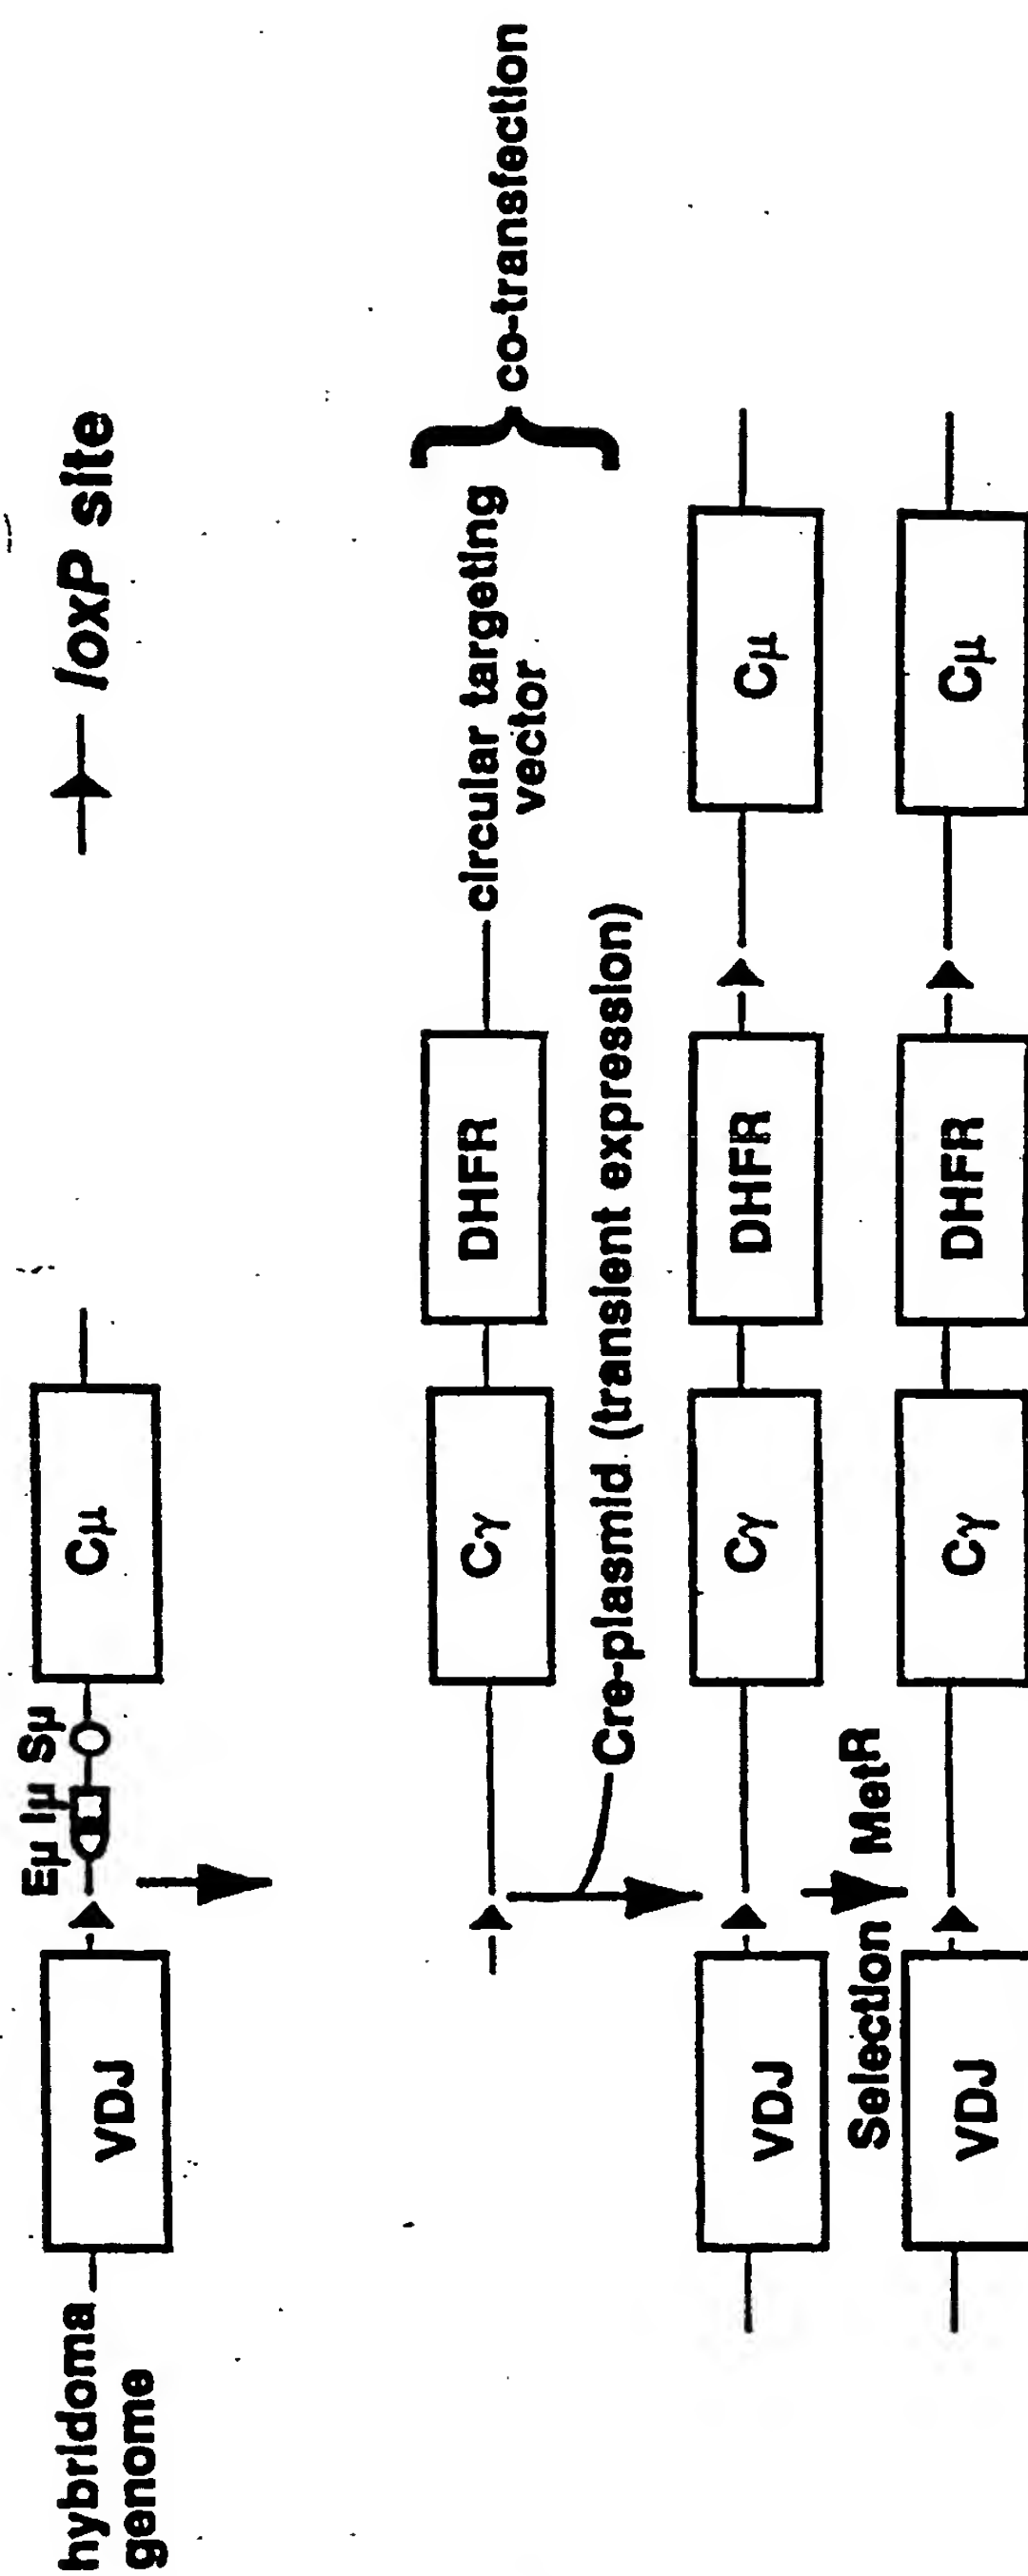 loxP site
Eμ Iμ Sμ
hybridoma
genome
VDJ
Cμ
Cγ
DHFR
circular targeting
vector
co-transfection
Cre-plasmid (transient expression)
VDJ
Cγ
DHFR
Cμ
Selection MetR
VDJ
Cγ
DHFR
Cμ